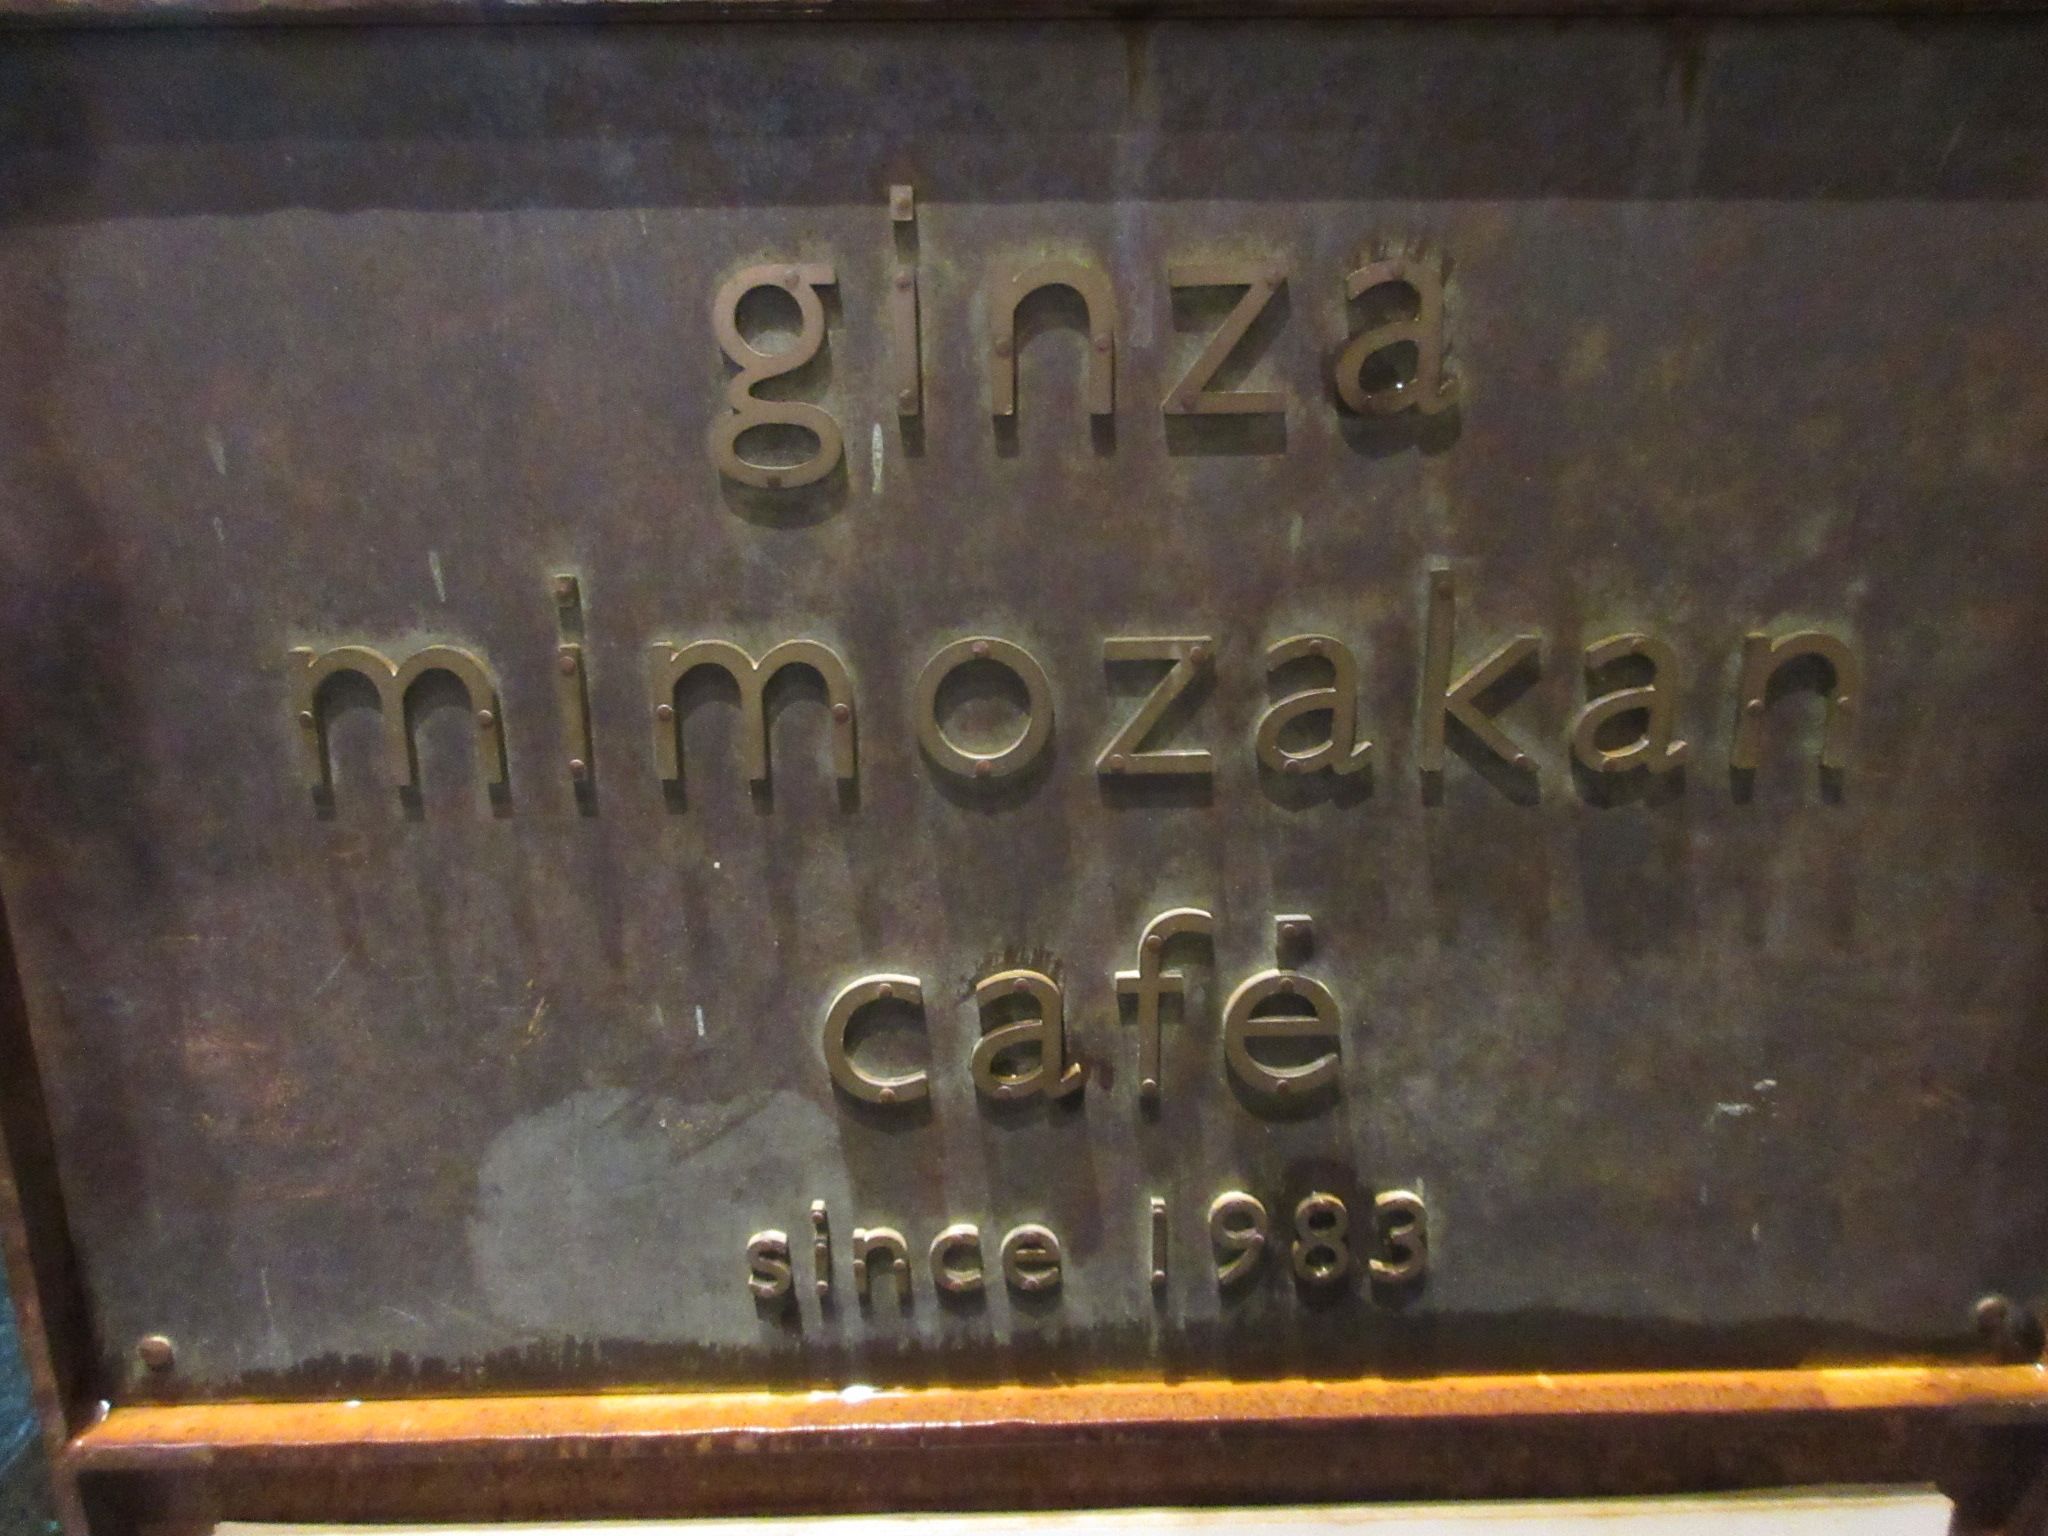 ginza
mimozakan
café
since 1983